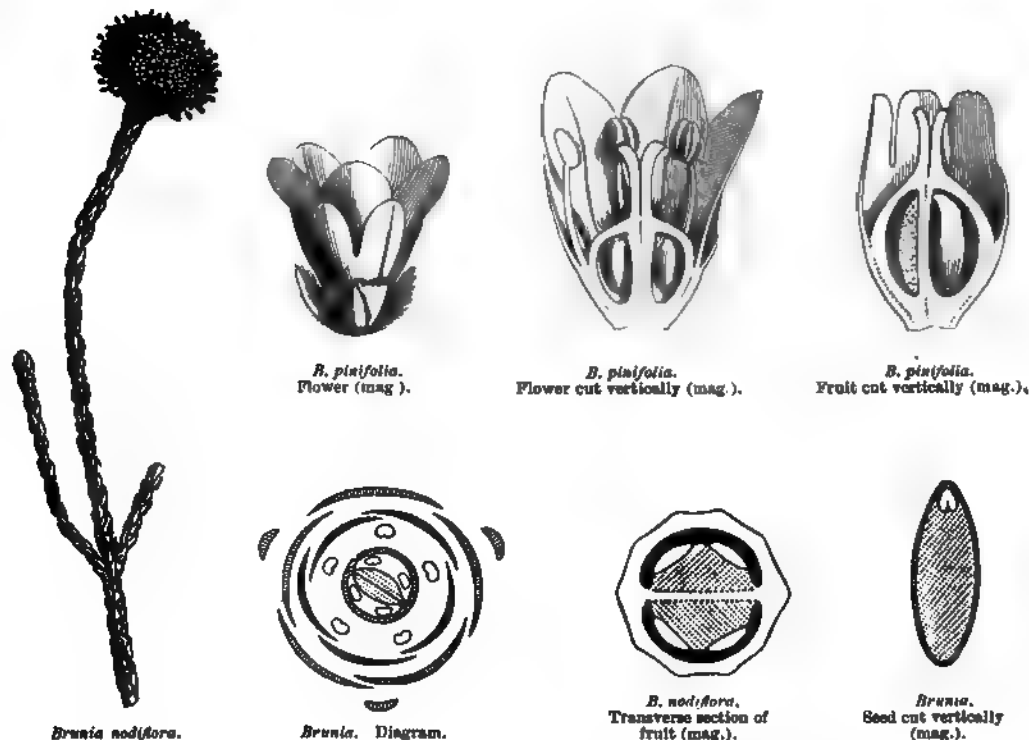 B. pinifolia.
Flower (mag ).
B. pinifolia.
Flower cut vertically (mag.).
B. pinifolia.
Fruit cut vertically (mag.).
Brunia nodiflora.
Brunia. Diagram.
B. nodiflora.
Transverse section of
fruit (mag.).
Brunia.
Seed cut vertically
(mag.).